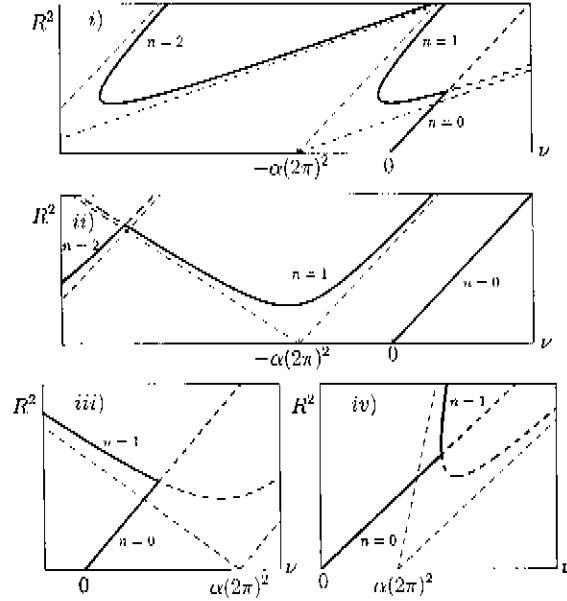 R² i) n=2 n=1 n=0
−α(2π)² 0 ν
R² ii) n=2 n=1 n=0
−α(2π)² 0 ν
R² iii) n=1 n=0
0 α(2π)² ν
R² iv) n=1 n=0
0 α(2π)² ν